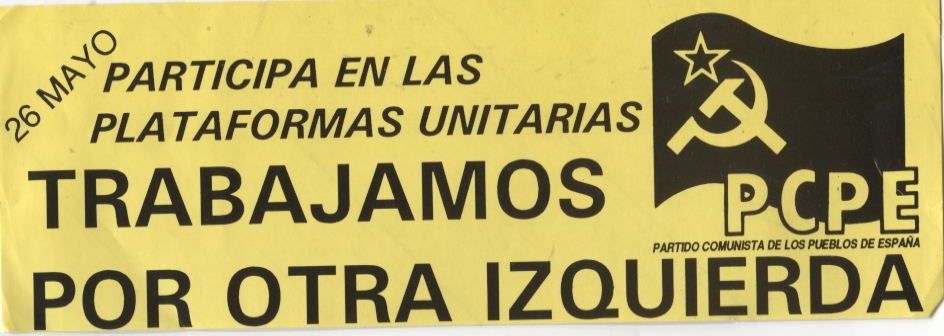 26 MAYO
PARTICIPA EN LAS
PLATAFORMAS UNITARIAS
TRABAJAMOS
POR OTRA IZQUIERDA
PCPE
PARTIDO COMUNISTA DE LOS PUEBLOS DE ESPAÑA